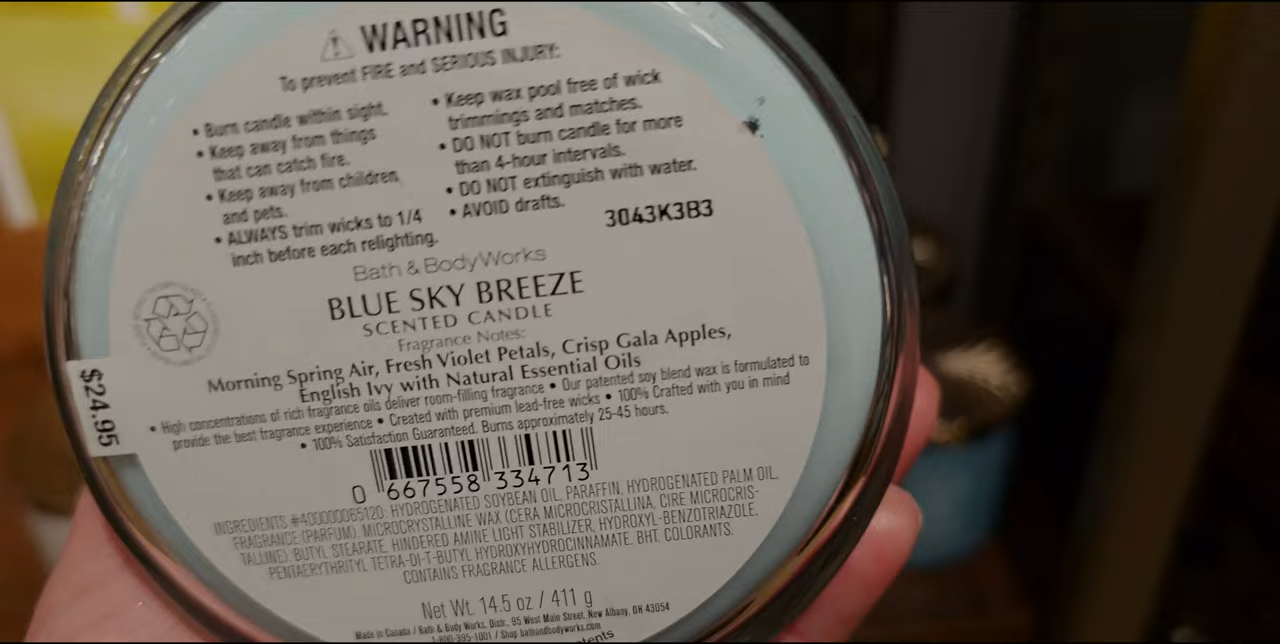 WARNING
To prevent FIRE and SERIOUS INJURY:
• Burn candle within sight.
• Keep away from things
that can catch fire.
• Keep away from children
and pets.
• ALWAYS trim wicks to 1/4
inch before each relighting.
• Keep wax pool free of wick
trimmings and matches.
• DO NOT burn candle for more
than 4-hour intervals.
• DO NOT extinguish with water.
• AVOID drafts.
3043K3B3
Bath & BodyWorks
BLUE SKY BREEZE
SCENTED CANDLE
Fragrance Notes:
Morning Spring Air, Fresh Violet Petals, Crisp Gala Apples,
English Ivy with Natural Essential Oils
• High concentrations of rich fragrance oils deliver room-filling fragrance • Our patented soy blend wax is formulated to
provide the best fragrance experience • Created with premium lead-free wicks • 100% Crafted with you in mind
• 100% Satisfaction Guaranteed. Burns approximately 25-45 hours.
$24.95
0 667558 334713
INGREDIENTS #400000065120: HYDROGENATED SOYBEAN OIL, PARAFFIN, HYDROGENATED PALM OIL,
FRAGRANCE (PARFUM), MICROCRYSTALLINE WAX (CERA MICROCRISTALLINA, CIRE MICROCRIS-
TALLINE), BUTYL STEARATE, HINDERED AMINE LIGHT STABILIZER, HYDROXYL-BENZOTRIAZOLE,
PENTAERYTHRITYL TETRA-DI-T-BUTYL HYDROXYHYDROCINNAMATE, BHT, COLORANTS.
CONTAINS FRAGRANCE ALLERGENS.
Net Wt. 14.5 oz / 411 g
Made in Canada / Bath & Body Works, Distr., 95 West Main Street, New Albany, OH 43054
1-800-395-1001 / Shop bathandbodyworks.com